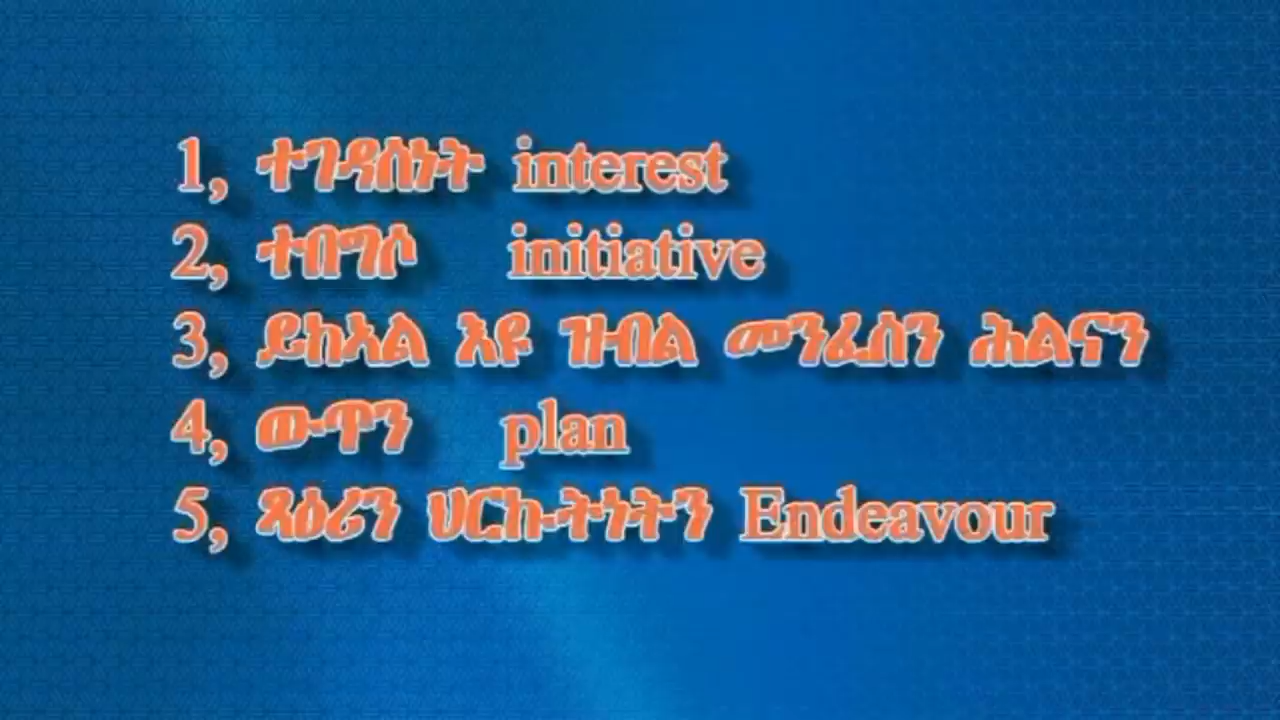 1, ተገዳስነት interest
2, ተበግሶ initiative
3, ይከኣል እዩ ዝብል መንፈስን ሕልናን
4, ውጥን plan
5, ጻዕሪን ህርኩትነትን Endeavour